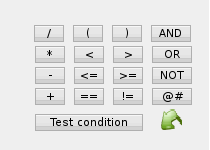 / ( ) AND
* < > OR
- <= >= NOT
+ == != @#
Test condition